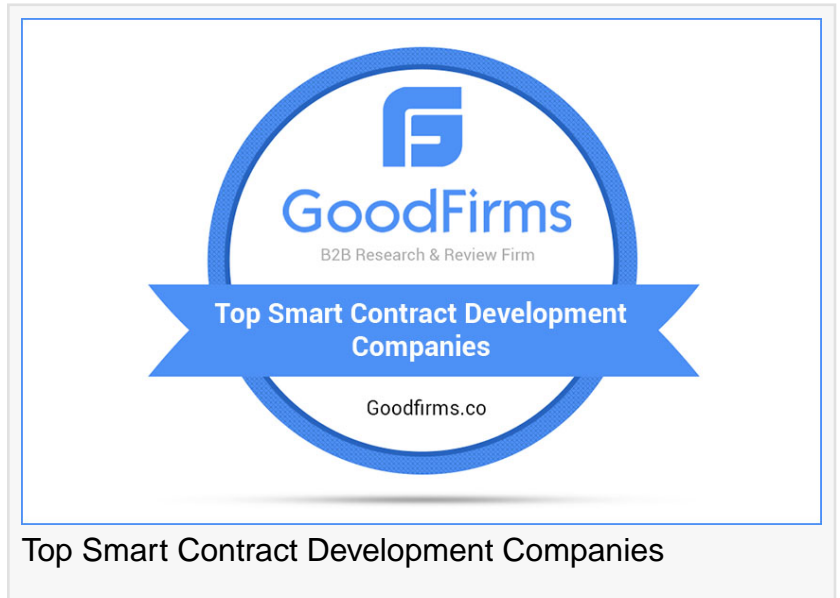 GoodFirms
B2B Research & Review Firm
Top Smart Contract Development
Companies
Goodfirms.co
Top Smart Contract Development Companies